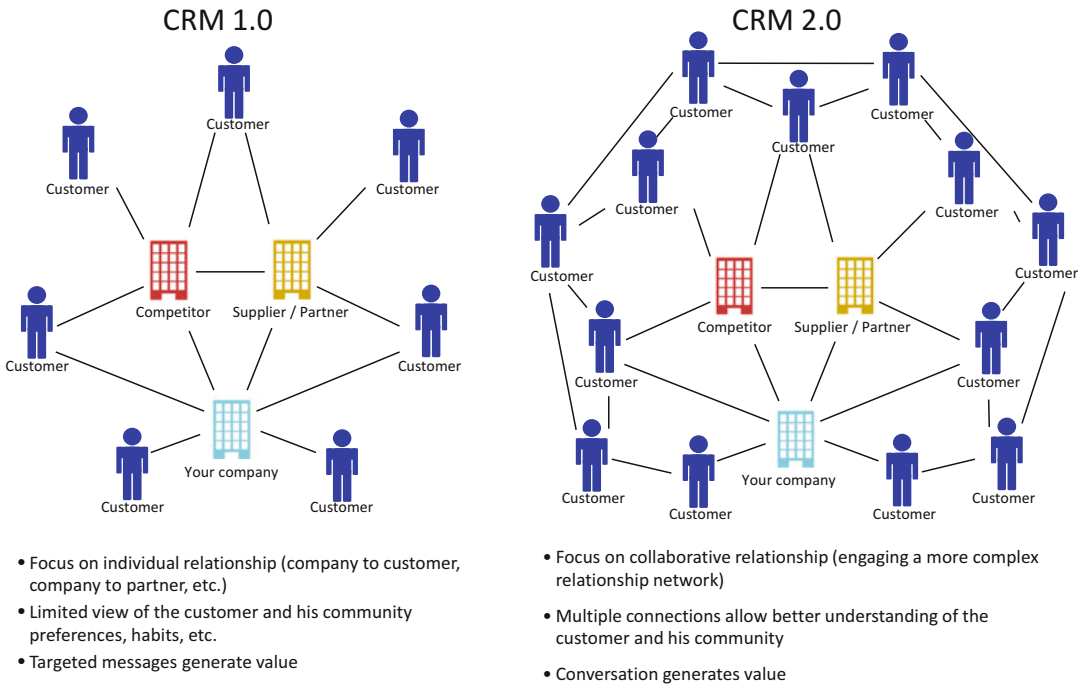 CRM 1.0
Customer
Customer
Customer
Competitor
Supplier / Partner
Customer
Customer
Your company
Customer
Customer
• Focus on individual relationship (company to customer,
company to partner, etc.)
• Limited view of the customer and his community
preferences, habits, etc.
• Targeted messages generate value
CRM 2.0
Customer
Customer
Customer
Customer
Customer
Customer
Customer
Competitor
Supplier / Partner
Customer
Customer
Your company
Customer
Customer
Customer
Customer
• Focus on collaborative relationship (engaging a more complex
relationship network)
• Multiple connections allow better understanding of the
customer and his community
• Conversation generates value